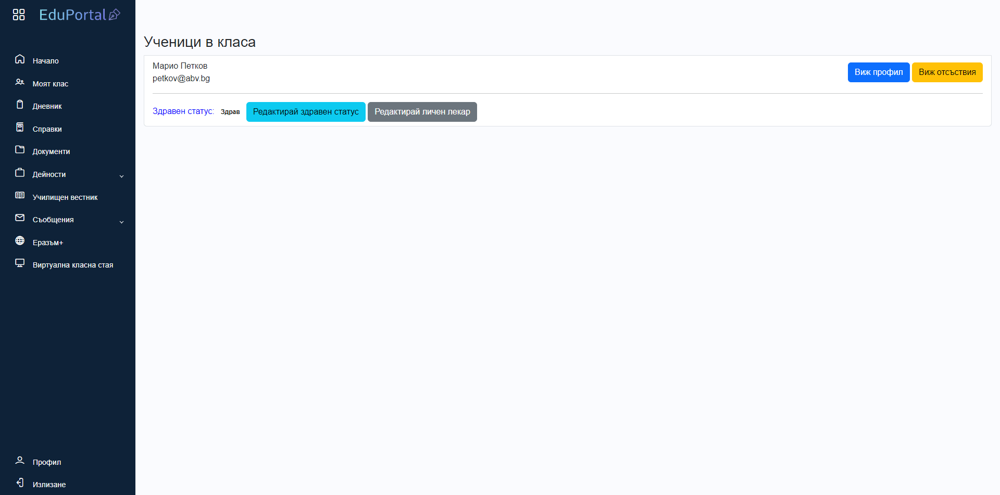 EduPortal
Начало
Моят клас
Дневник
Справки
Документи
Дейности
Училищен вестник
Съобщения
Еразъм+
Виртуална класна стая
Профил
Излизане
Ученици в класа
Марио Петков
petkov@abv.bg
Виж профил Виж отсъствия
Здравен статус: Здрав Редактирай здравен статус Редактирай личен лекар